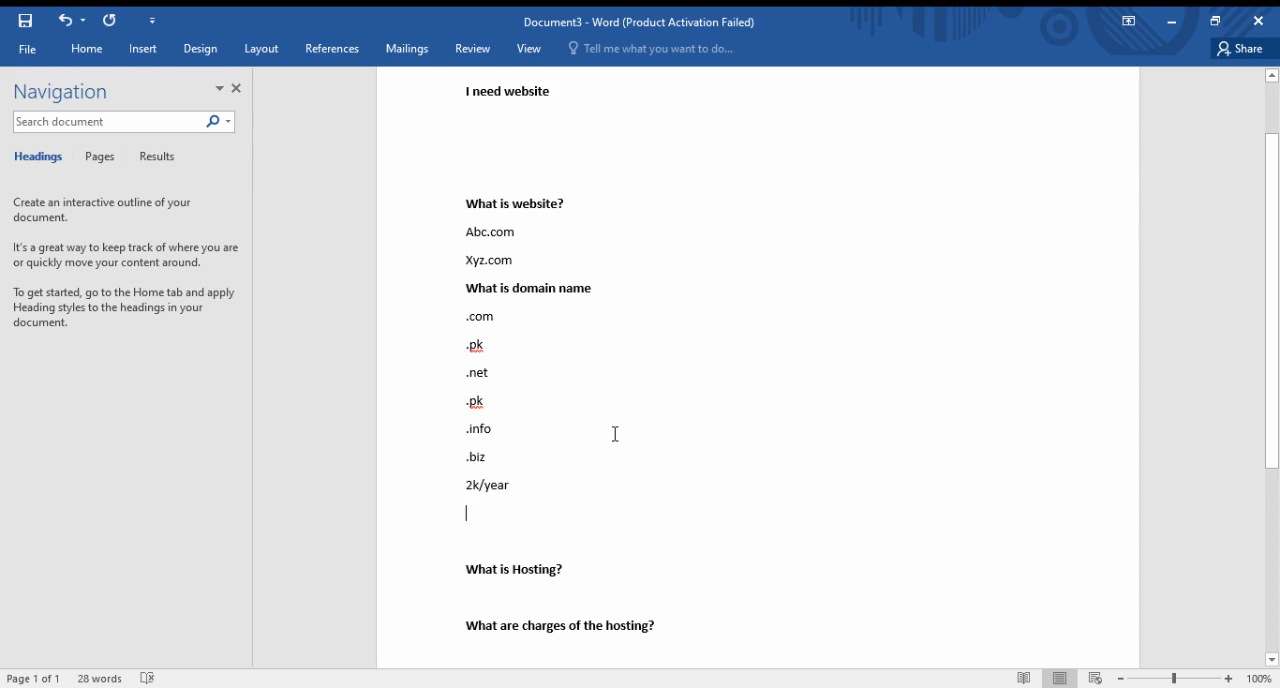 Document3 - Word (Product Activation Failed)
File Home Insert Design Layout References Mailings Review View Tell me what you want to do... Share
Navigation
Search document
Headings Pages Results
Create an interactive outline of your
document.
It's a great way to keep track of where you are
or quickly move your content around.
To get started, go to the Home tab and apply
Heading styles to the headings in your
document.
I need website
What is website?
Abc.com
Xyz.com
What is domain name
.com
.pk
.net
.pk
.info
.biz
2k/year
What is Hosting?
What are charges of the hosting?
Page 1 of 1 28 words 100%